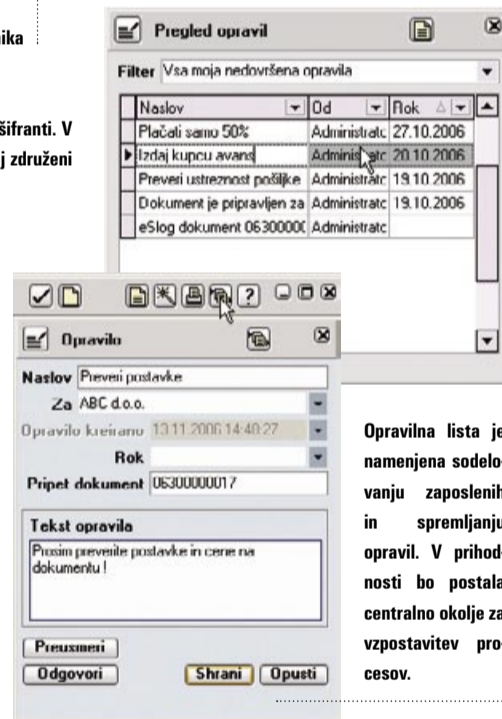 nika
šifranti. V
j združeni
Pregled opravil
Filter Vsa moja nedovršena opravila
Naslov Od Rok
Plačati samo 50% Administratc 27.10.2006
Izdaj kupcu avans Administratc 20.10.2006
Preveri ustreznost pošiljke Administratc 19.10.2006
Dokument je pripravljen za Administratc 19.10.2006
eSlog dokument 0630000C Administratc
Opravilo
Naslov Preveri postavke
Za ABC d.o.o.
Opravilo kreirano 13.11.2006 14:48:27
Rok
Pripet dokument 06300000017
Tekst opravila
Prosim preverite postavke in cene na
dokumentu !
Preusmeri
Odgovori Shrani Opusti
Opravilna lista je
namenjena sodelo-
vanju zaposlenih
in spremljanju
opravil. V prihod-
nosti bo postala
centralno okolje za
vzpostavitev pro-
cesov.